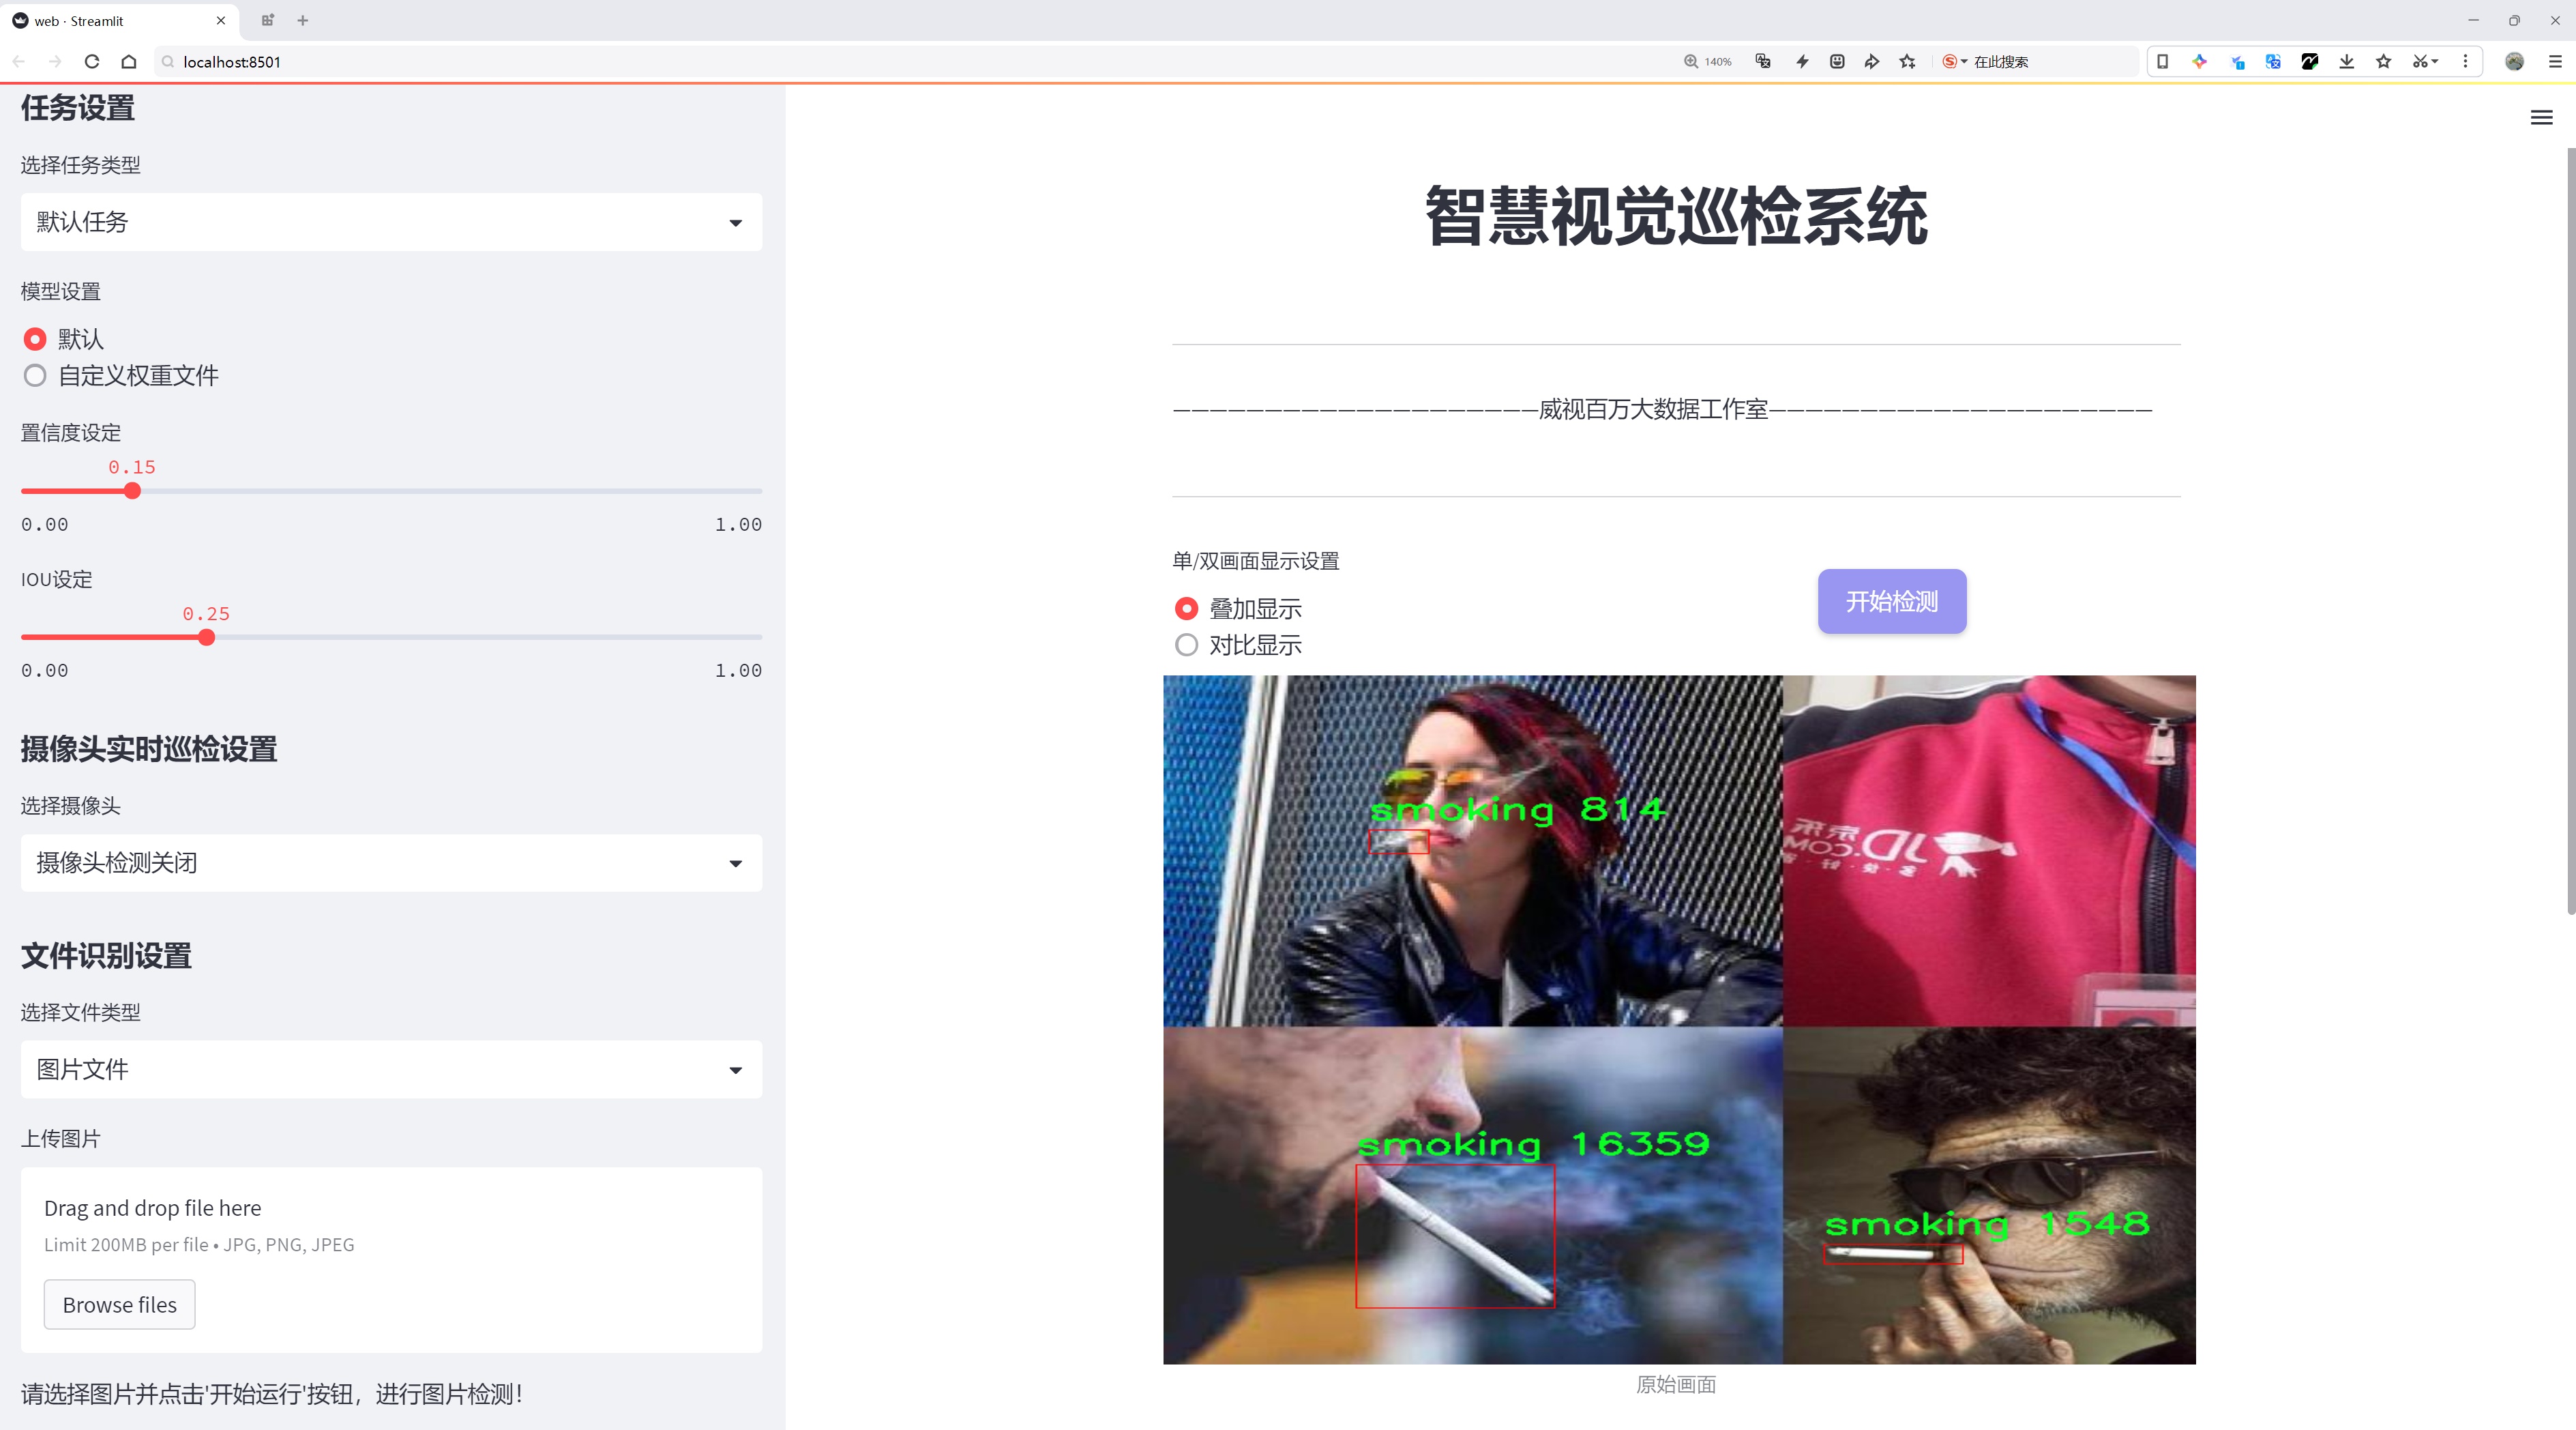 web · Streamlit
localhost:8501
140%
在此搜索
任务设置
选择任务类型
默认任务
模型设置
默认
自定义权重文件
置信度设定
0.15
0.00
1.00
IOU设定
0.25
0.00
1.00
摄像头实时巡检设置
选择摄像头
摄像头检测关闭
文件识别设置
选择文件类型
图片文件
上传图片
Drag and drop file here
Limit 200MB per file • JPG, PNG, JPEG
Browse files
请选择图片并点击'开始运行'按钮，进行图片检测！
智慧视觉巡检系统
————————————————————威视百万大数据工作室—————————————————————
单/双画面显示设置
叠加显示
对比显示
开始检测
smoking 814
京东
JD.COM
smoking 16359
smoking 1548
原始画面